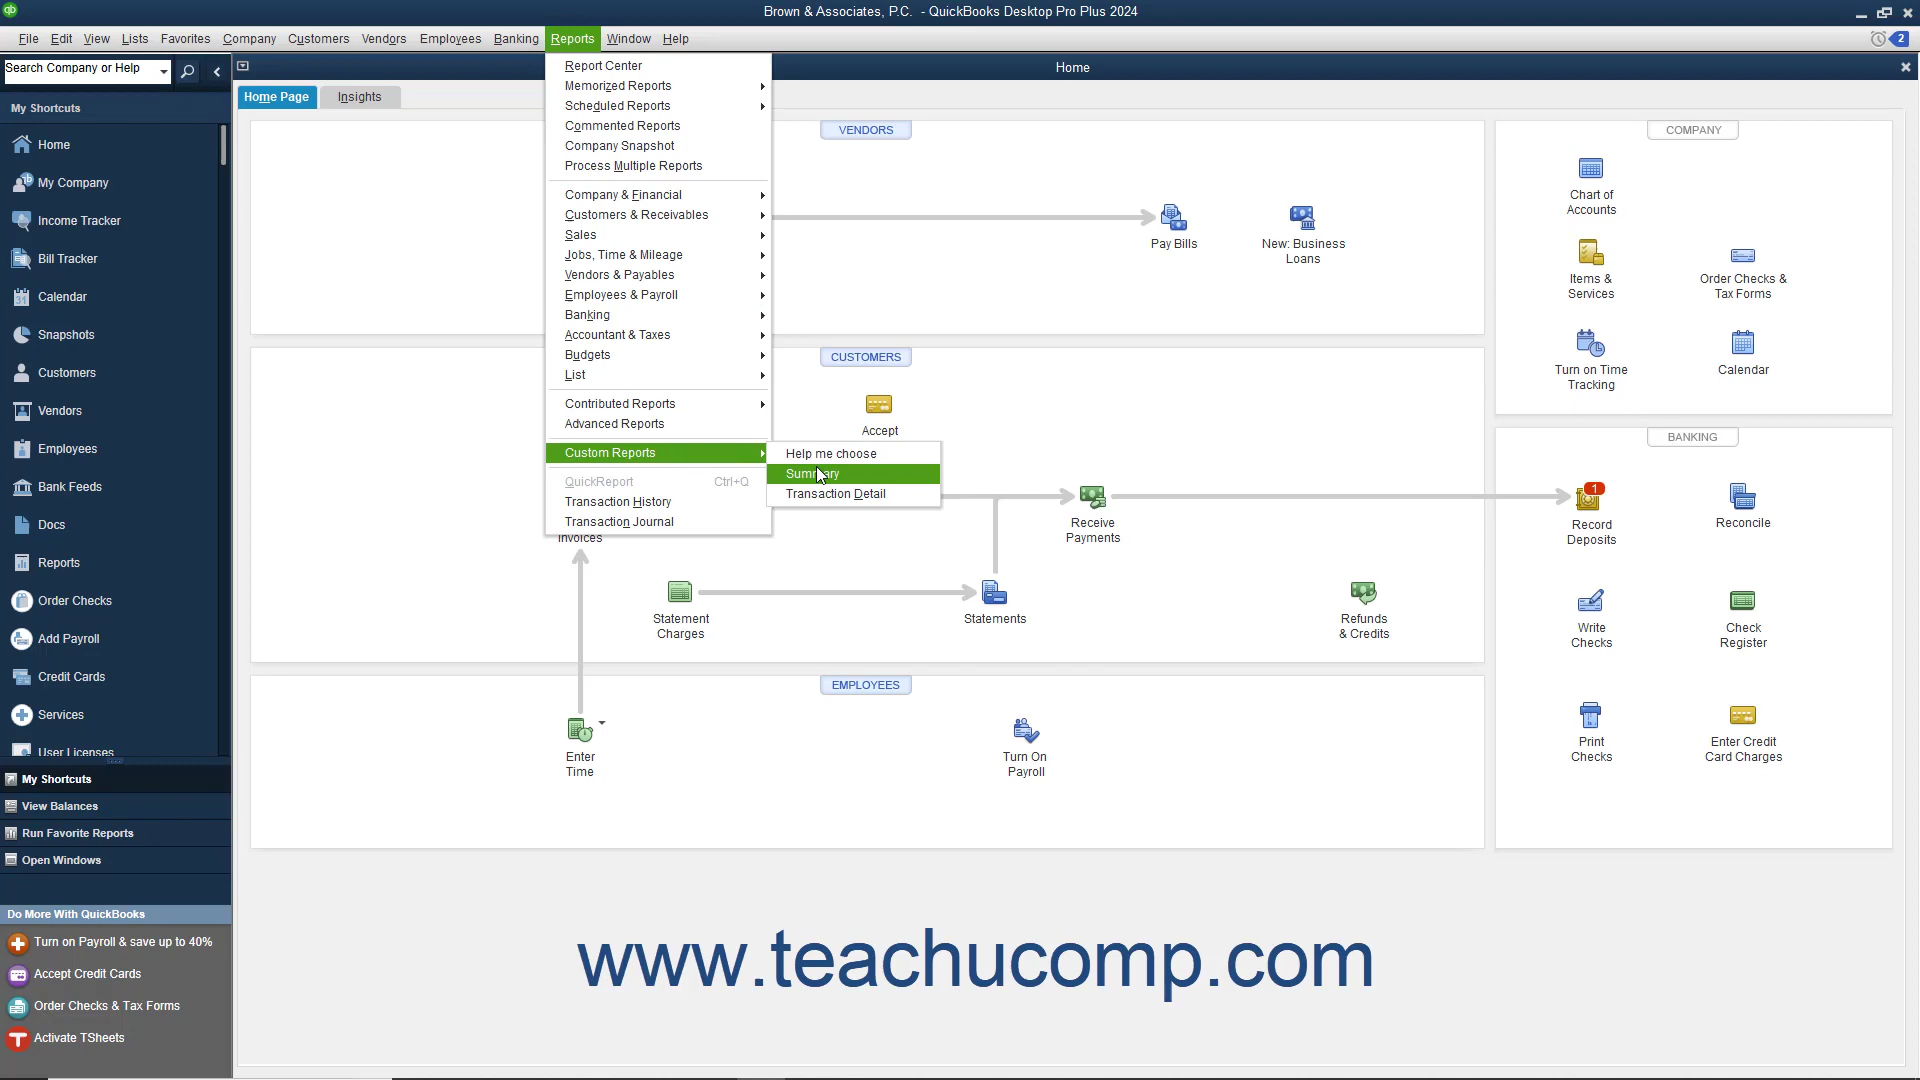 qb
Brown & Associates, P.C. - QuickBooks Desktop Pro Plus 2024
File Edit View Lists Favorites Company Customers Vendors Employees Banking Reports Window Help
2
Search Company or Help
Home
My Shortcuts
Home
My Company
Income Tracker
Bill Tracker
Calendar
Snapshots
Customers
Vendors
Employees
Bank Feeds
Docs
Reports
Order Checks
Add Payroll
Credit Cards
Services
User Licenses
My Shortcuts
View Balances
Run Favorite Reports
Open Windows
Do More With QuickBooks
Turn on Payroll & save up to 40%
Accept Credit Cards
Order Checks & Tax Forms
Activate TSheets
Home Page
Insights
Report Center
Memorized Reports
Scheduled Reports
Commented Reports
Company Snapshot
Process Multiple Reports
Company & Financial
Customers & Receivables
Sales
Jobs, Time & Mileage
Vendors & Payables
Employees & Payroll
Banking
Accountant & Taxes
Budgets
List
Contributed Reports
Advanced Reports
Custom Reports
QuickReport Ctrl+Q
Transaction History
Transaction Journal
Help me choose
Summary
Transaction Detail
VENDORS
Pay Bills
New: Business
Loans
CUSTOMERS
Accept
Invoices
Receive
Payments
Statement
Charges
Statements
Refunds
& Credits
EMPLOYEES
Enter
Time
Turn On
Payroll
COMPANY
Chart of
Accounts
Items &
Services
Order Checks &
Tax Forms
Turn on Time
Tracking
Calendar
BANKING
1
Record
Deposits
Reconcile
Write
Checks
Check
Register
Print
Checks
Enter Credit
Card Charges
www.teachucomp.com